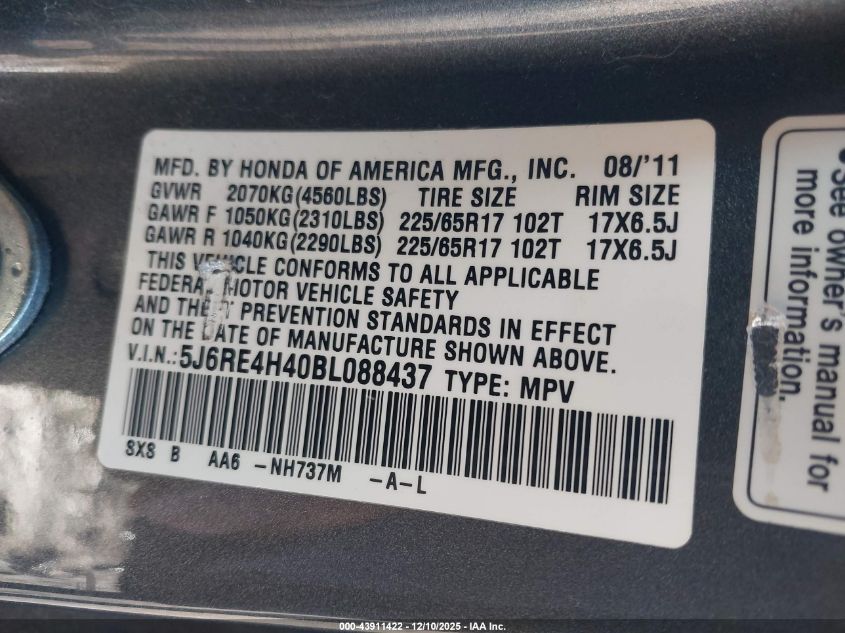 MFD. BY HONDA OF AMERICA MFG., INC. 08/'11
GVWR 2070KG(4560LBS) TIRE SIZE RIM SIZE
GAWR F 1050KG(2310LBS) 225/65R17 102T 17X6.5J
GAWR R 1040KG(2290LBS) 225/65R17 102T 17X6.5J
THIS VEHICLE CONFORMS TO ALL APPLICABLE
FEDERAL MOTOR VEHICLE SAFETY
AND THEFT PREVENTION STANDARDS IN EFFECT
ON THE DATE OF MANUFACTURE SHOWN ABOVE.
V.I.N.:5J6RE4H40BL088437 TYPE: MPV
SXS B AA6 -NH737M -A-L
See owner's manual for
more information.
000-43911422 - 12/10/2025 - IAA Inc.